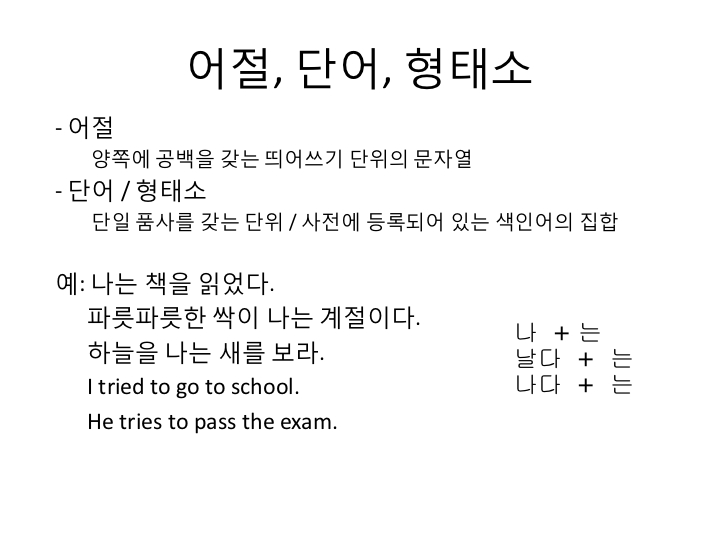 어절, 단어, 형태소
- 어절
양쪽에 공백을 갖는 띄어쓰기 단위의 문자열
- 단어 / 형태소
단일 품사를 갖는 단위 / 사전에 등록되어 있는 색인어의 집합
예: 나는 책을 읽었다.
파릇파릇한 싹이 나는 계절이다.
하늘을 나는 새를 보라.
I tried to go to school.
He tries to pass the exam.
나 + 는
날다 + 는
나다 + 는